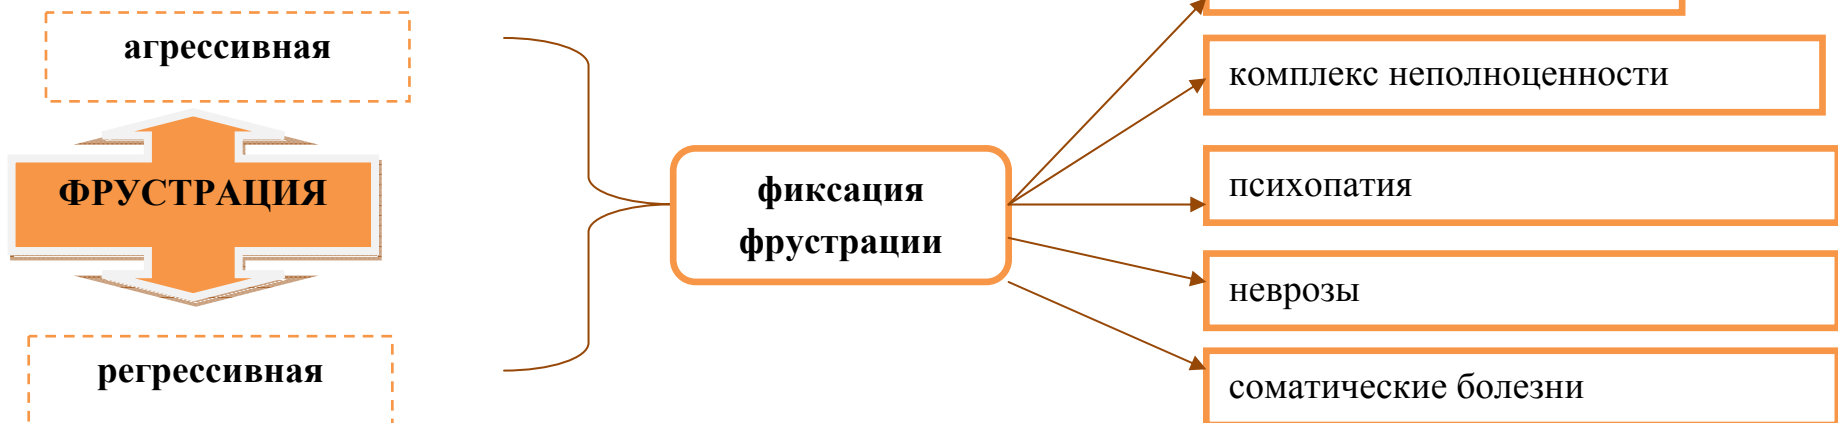 агрессивная
ФРУСТРАЦИЯ
регрессивная
фиксация
фрустрации
комплекс неполноценности
психопатия
неврозы
соматические болезни